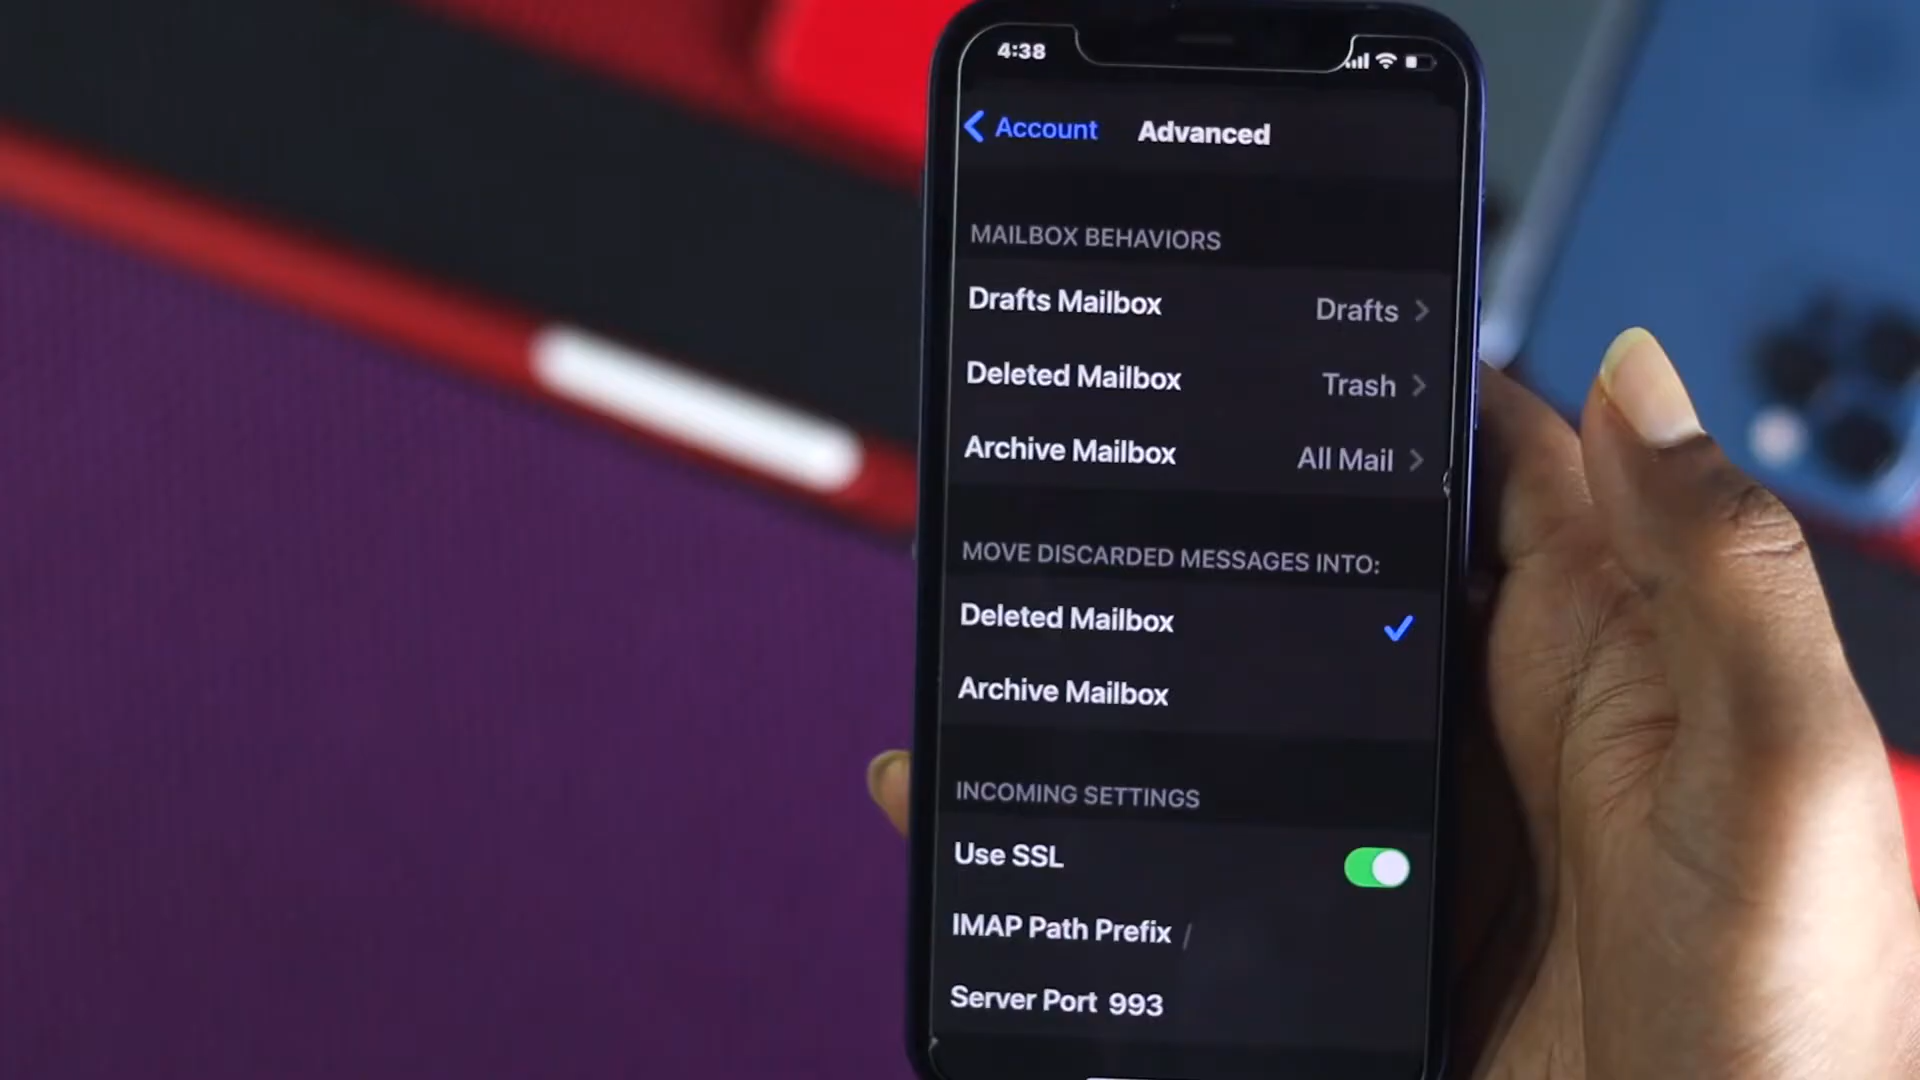 4:38
Account Advanced
MAILBOX BEHAVIORS
Drafts Mailbox Drafts
Deleted Mailbox Trash
Archive Mailbox All Mail
MOVE DISCARDED MESSAGES INTO:
Deleted Mailbox
Archive Mailbox
INCOMING SETTINGS
Use SSL
IMAP Path Prefix /
Server Port 993